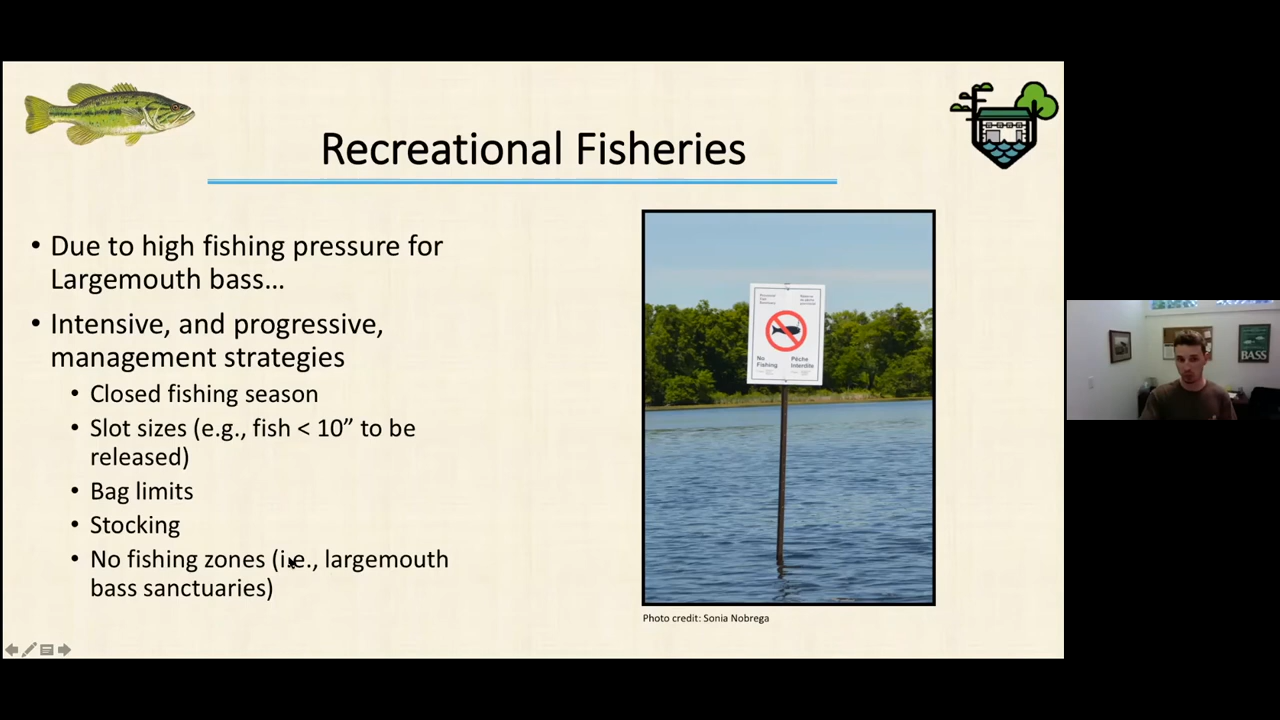 Recreational Fisheries
• Due to high fishing pressure for
Largemouth bass...
• Intensive, and progressive,
management strategies
• Closed fishing season
• Slot sizes (e.g., fish < 10” to be
released)
• Bag limits
• Stocking
• No fishing zones (i.e., largemouth
bass sanctuaries)
No
Fishing
Pêche
Interdite
Photo credit: Sonia Nobrega
BASS